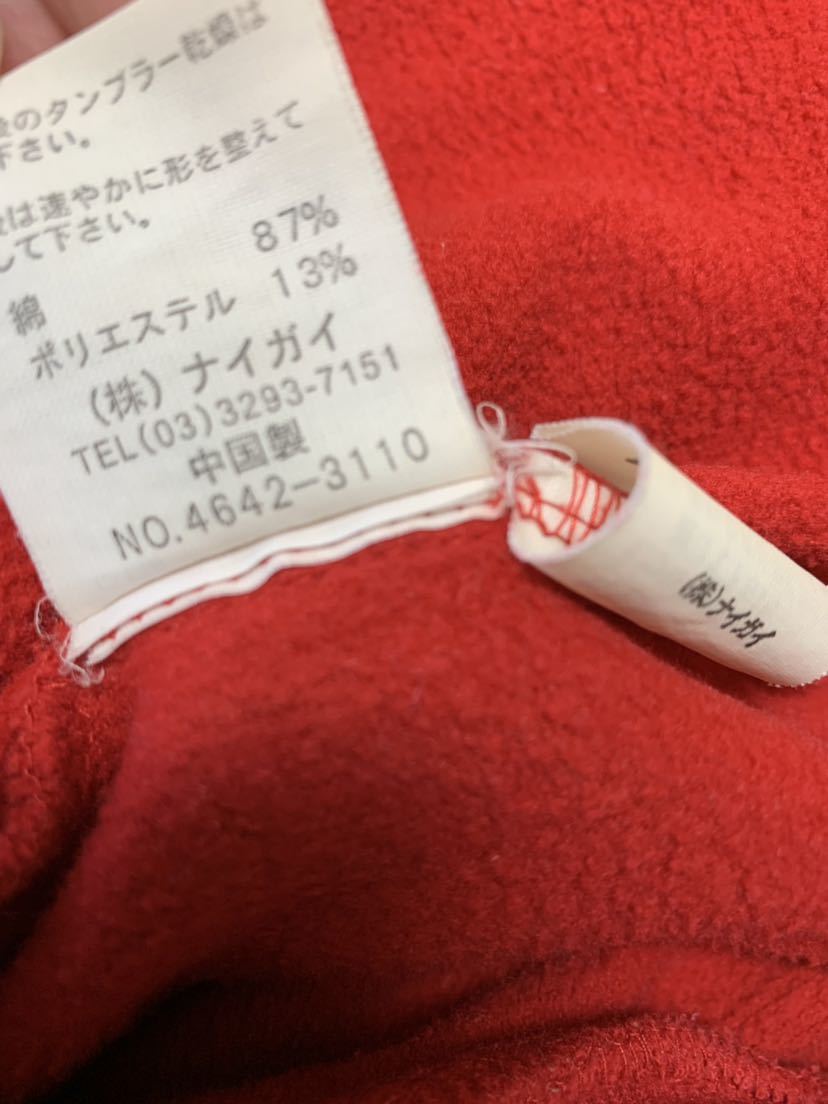 のタンブラー乾燥は
下さい。
は速やかに形を整えて
して下さい。
綿 87%
ポリエステル 13%
(株) ナイガイ
TEL(03)3293-7151
中国製
NO.4642-3110
(株)ナイガイ